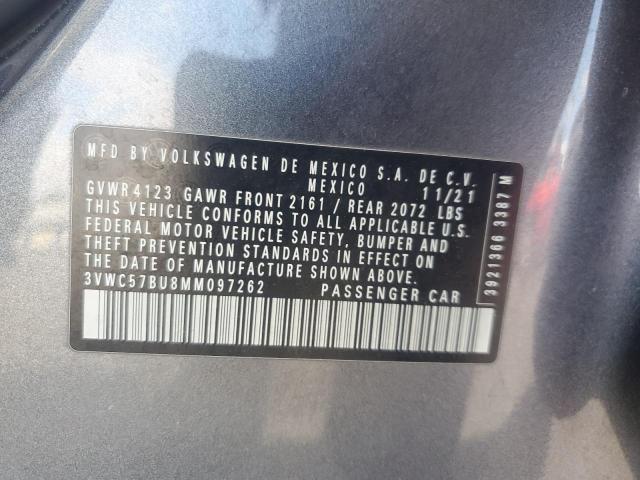 MFD BY VOLKSWAGEN DE MEXICO S.A. DE C.V.
MEXICO 11/21
GVWR 4123 GAWR FRONT 2161 / REAR 2072 LBS
THIS VEHICLE CONFORMS TO ALL APPLICABLE U.S.
FEDERAL MOTOR VEHICLE SAFETY, BUMPER AND
THEFT PREVENTION STANDARDS IN EFFECT ON
THE DATE OF MANUFACTURE SHOWN ABOVE.
3VWC57BU8MM097262 PASSENGER CAR
3921366 3387 M